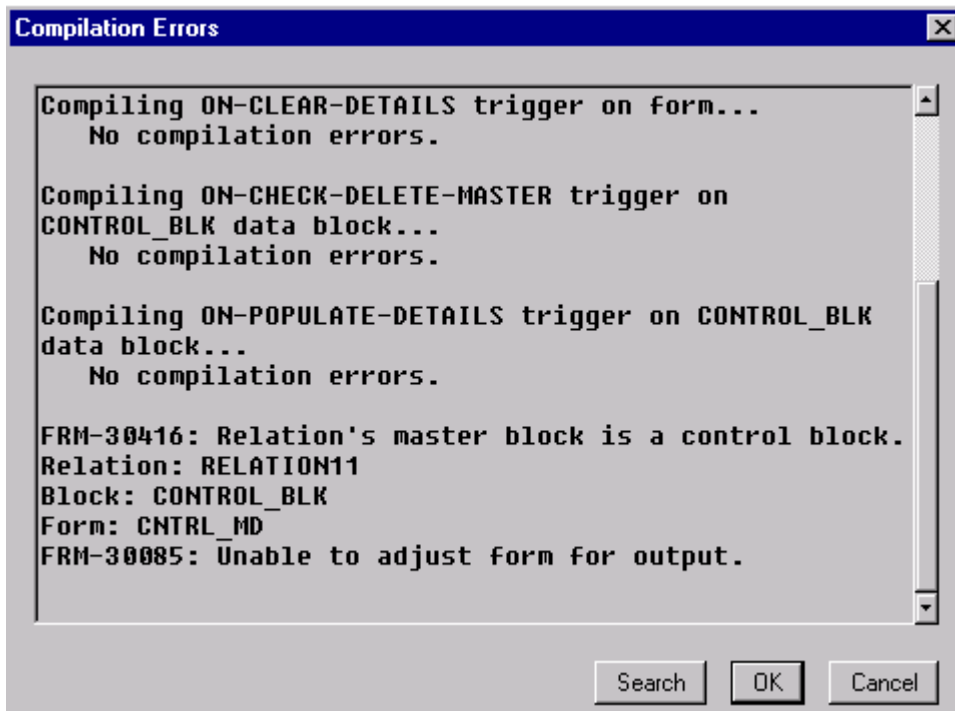 Compilation Errors
Compiling ON-CLEAR-DETAILS trigger on form...
No compilation errors.
Compiling ON-CHECK-DELETE-MASTER trigger on
CONTROL_BLK data block...
No compilation errors.
Compiling ON-POPULATE-DETAILS trigger on CONTROL_BLK
data block...
No compilation errors.
FRM-30416: Relation's master block is a control block.
Relation: RELATION11
Block: CONTROL_BLK
Form: CNTRL_MD
FRM-30085: Unable to adjust form for output.
Search OK Cancel